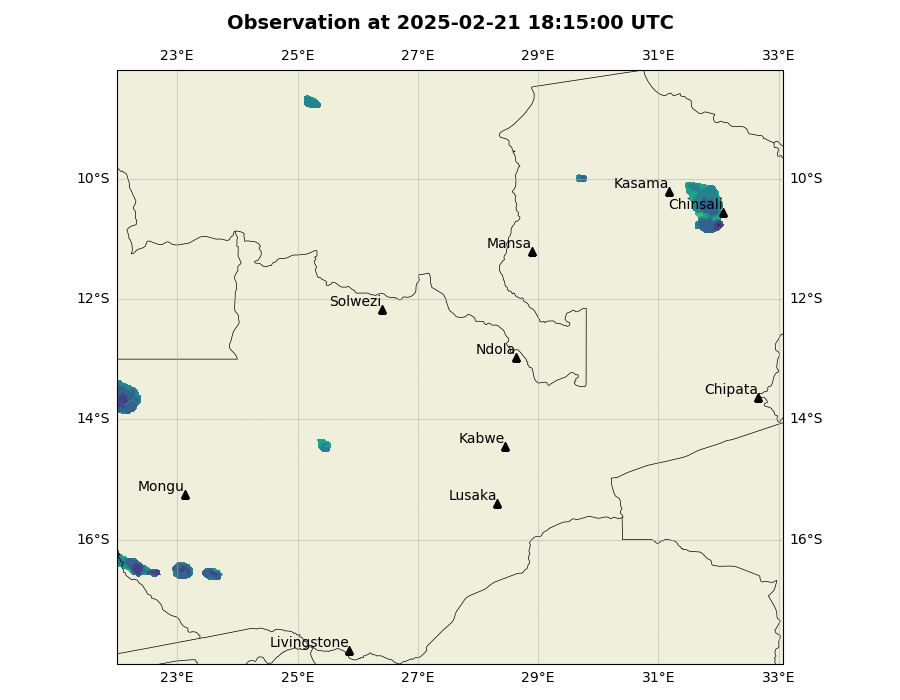 Observation at 2025-02-21 18:15:00 UTC
23°E 25°E 27°E 29°E 31°E 33°E
10°S 10°S
Kasama
Chinsali
Mansa
12°S 12°S
Solwezi
Ndola
Chipata
14°S 14°S
Kabwe
Mongu
Lusaka
16°S 16°S
Livingstone
23°E 25°E 27°E 29°E 31°E 33°E